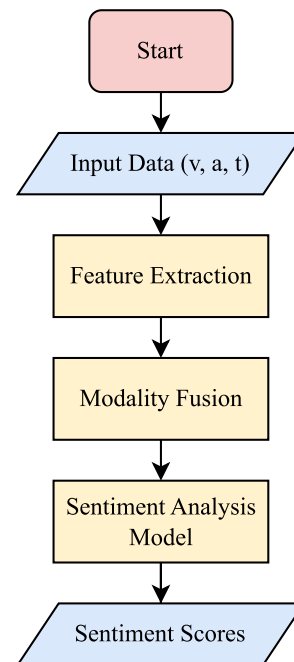 Start
Input Data (v, a, t)
Feature Extraction
Modality Fusion
Sentiment Analysis
Model
Sentiment Scores